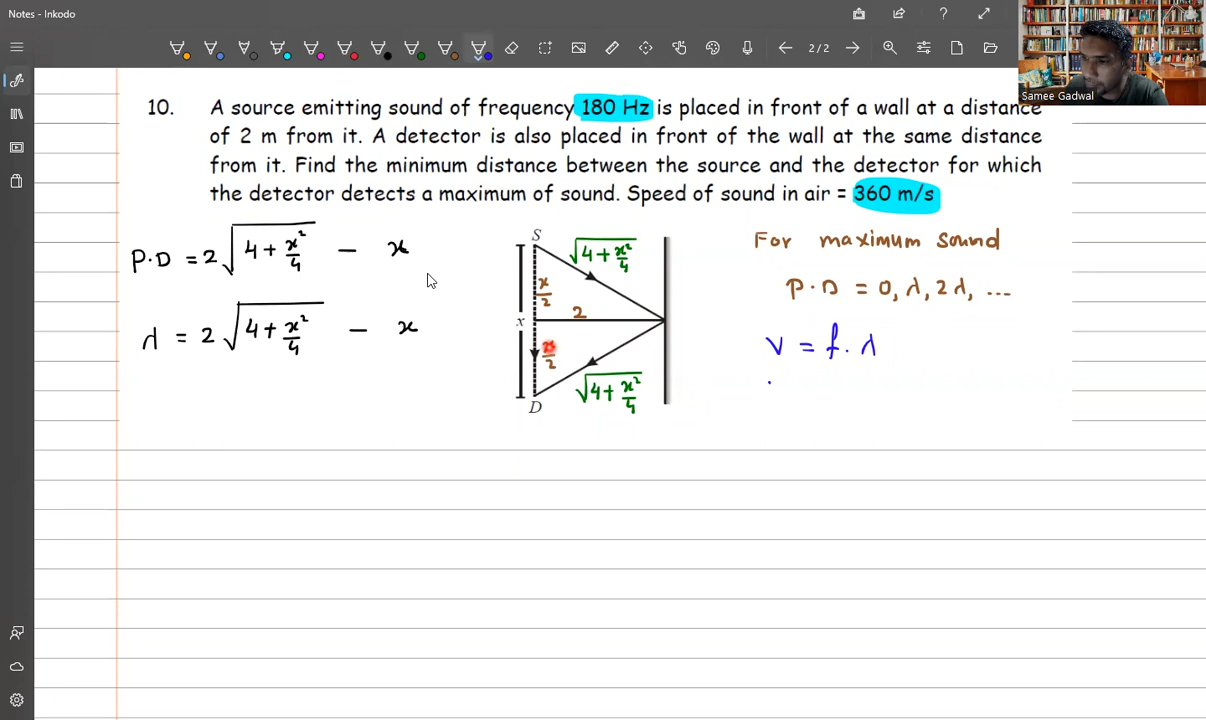 Notes - Inkodo
2/2
Samee Gadwal
10. A source emitting sound of frequency 180 Hz is placed in front of a wall at a distance
of 2 m from it. A detector is also placed in front of the wall at the same distance
from it. Find the minimum distance between the source and the detector for which
the detector detects a maximum of sound. Speed of sound in air = 360 m/s
P.D = 2√(4 + x²/4) - x
λ = 2√(4 + x²/4) - x
S
√(4 + x²/4)
x/2
2
x
x/2
√(4 + x²/4)
D
For maximum sound
P.D = 0, λ, 2λ, ...
V = f. λ